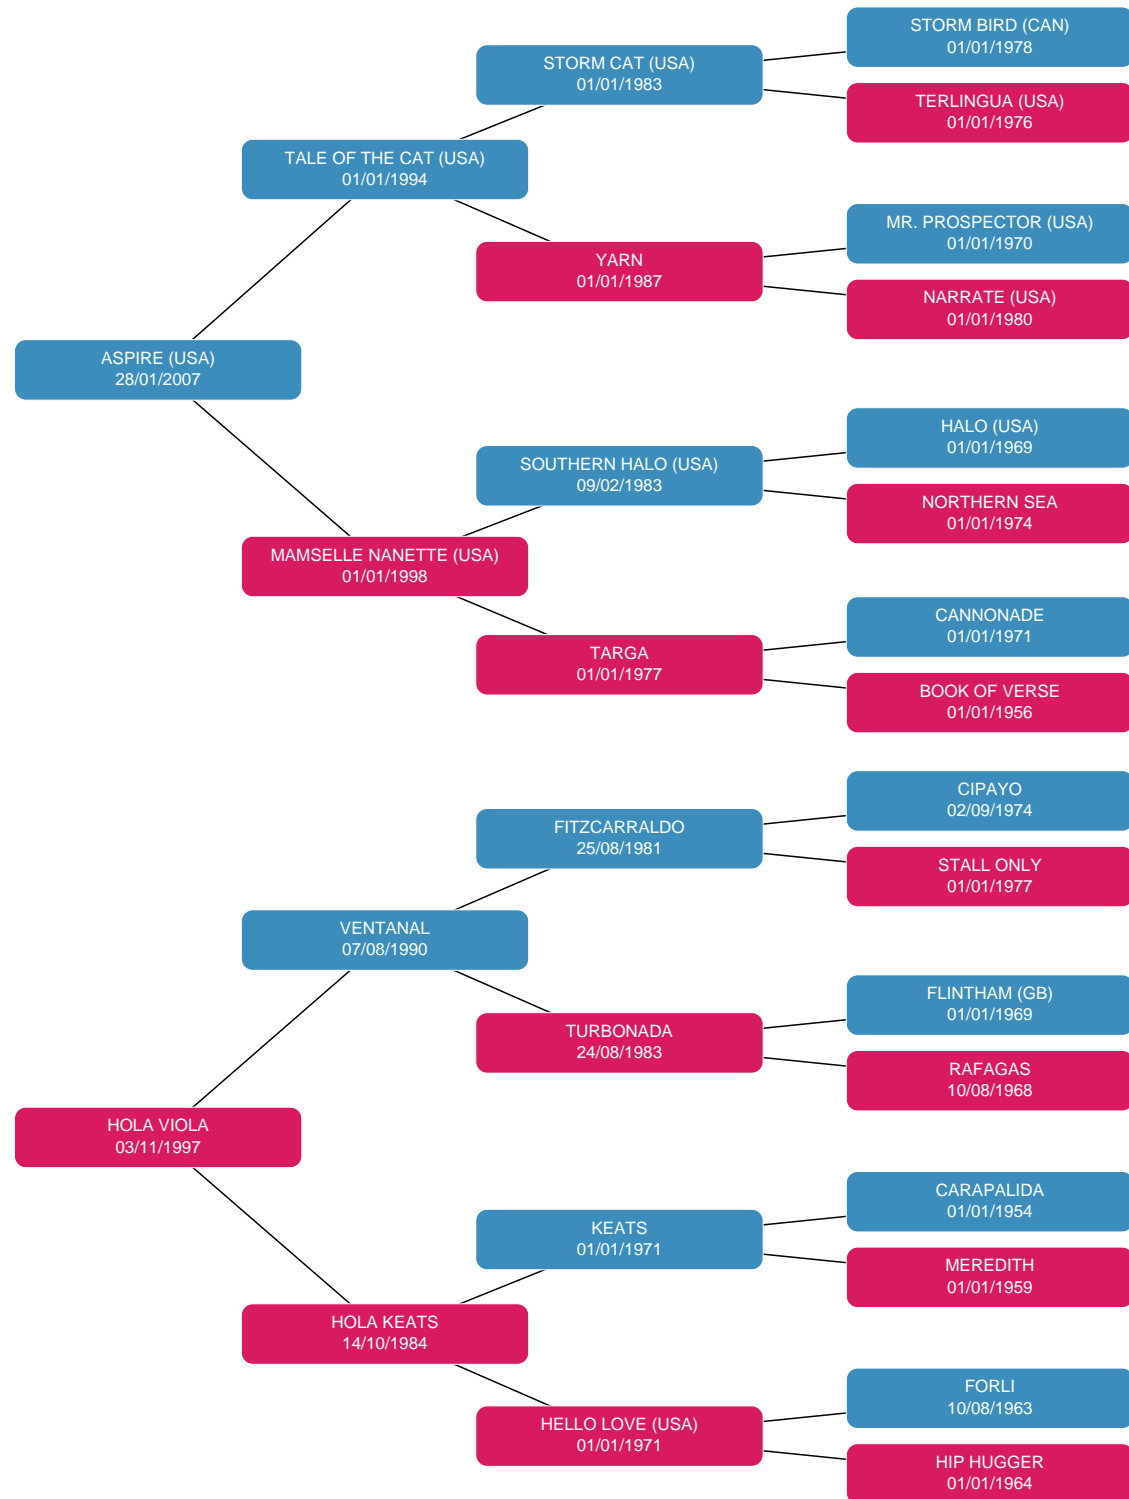 STORM BIRD (CAN)
01/01/1978
STORM CAT (USA)
01/01/1983
TERLINGUA (USA)
01/01/1976
TALE OF THE CAT (USA)
01/01/1994
MR. PROSPECTOR (USA)
01/01/1970
YARN
01/01/1987
NARRATE (USA)
01/01/1980
ASPIRE (USA)
28/01/2007
HALO (USA)
01/01/1969
SOUTHERN HALO (USA)
09/02/1983
NORTHERN SEA
01/01/1974
MAMSELLE NANETTE (USA)
01/01/1998
CANNONADE
01/01/1971
TARGA
01/01/1977
BOOK OF VERSE
01/01/1956
CIPAYO
02/09/1974
FITZCARRALDO
25/08/1981
STALL ONLY
01/01/1977
VENTANAL
07/08/1990
FLINTHAM (GB)
01/01/1969
TURBONADA
24/08/1983
RAFAGAS
10/08/1968
HOLA VIOLA
03/11/1997
CARAPALIDA
01/01/1954
KEATS
01/01/1971
MEREDITH
01/01/1959
HOLA KEATS
14/10/1984
FORLI
10/08/1963
HELLO LOVE (USA)
01/01/1971
HIP HUGGER
01/01/1964